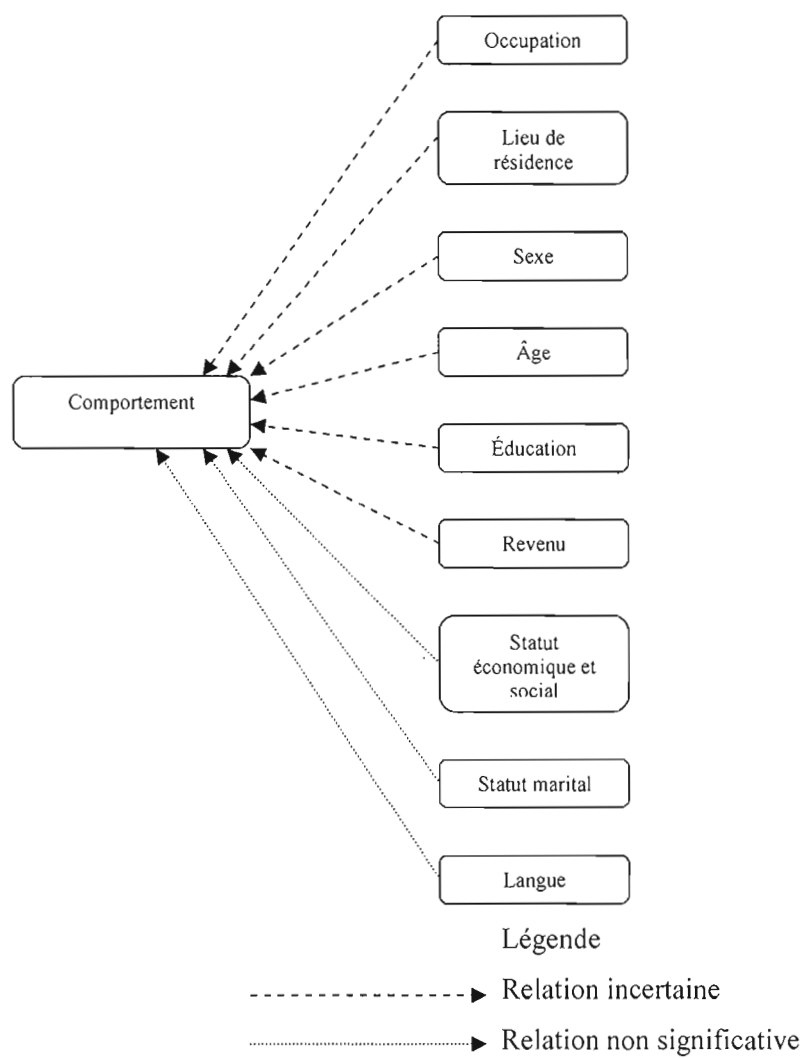 Occupation
Lieu de
résidence
Sexe
Âge
Comportement
Éducation
Revenu
Statut
économique et
social
Statut marital
Langue
Légende
Relation incertaine
Relation non significative